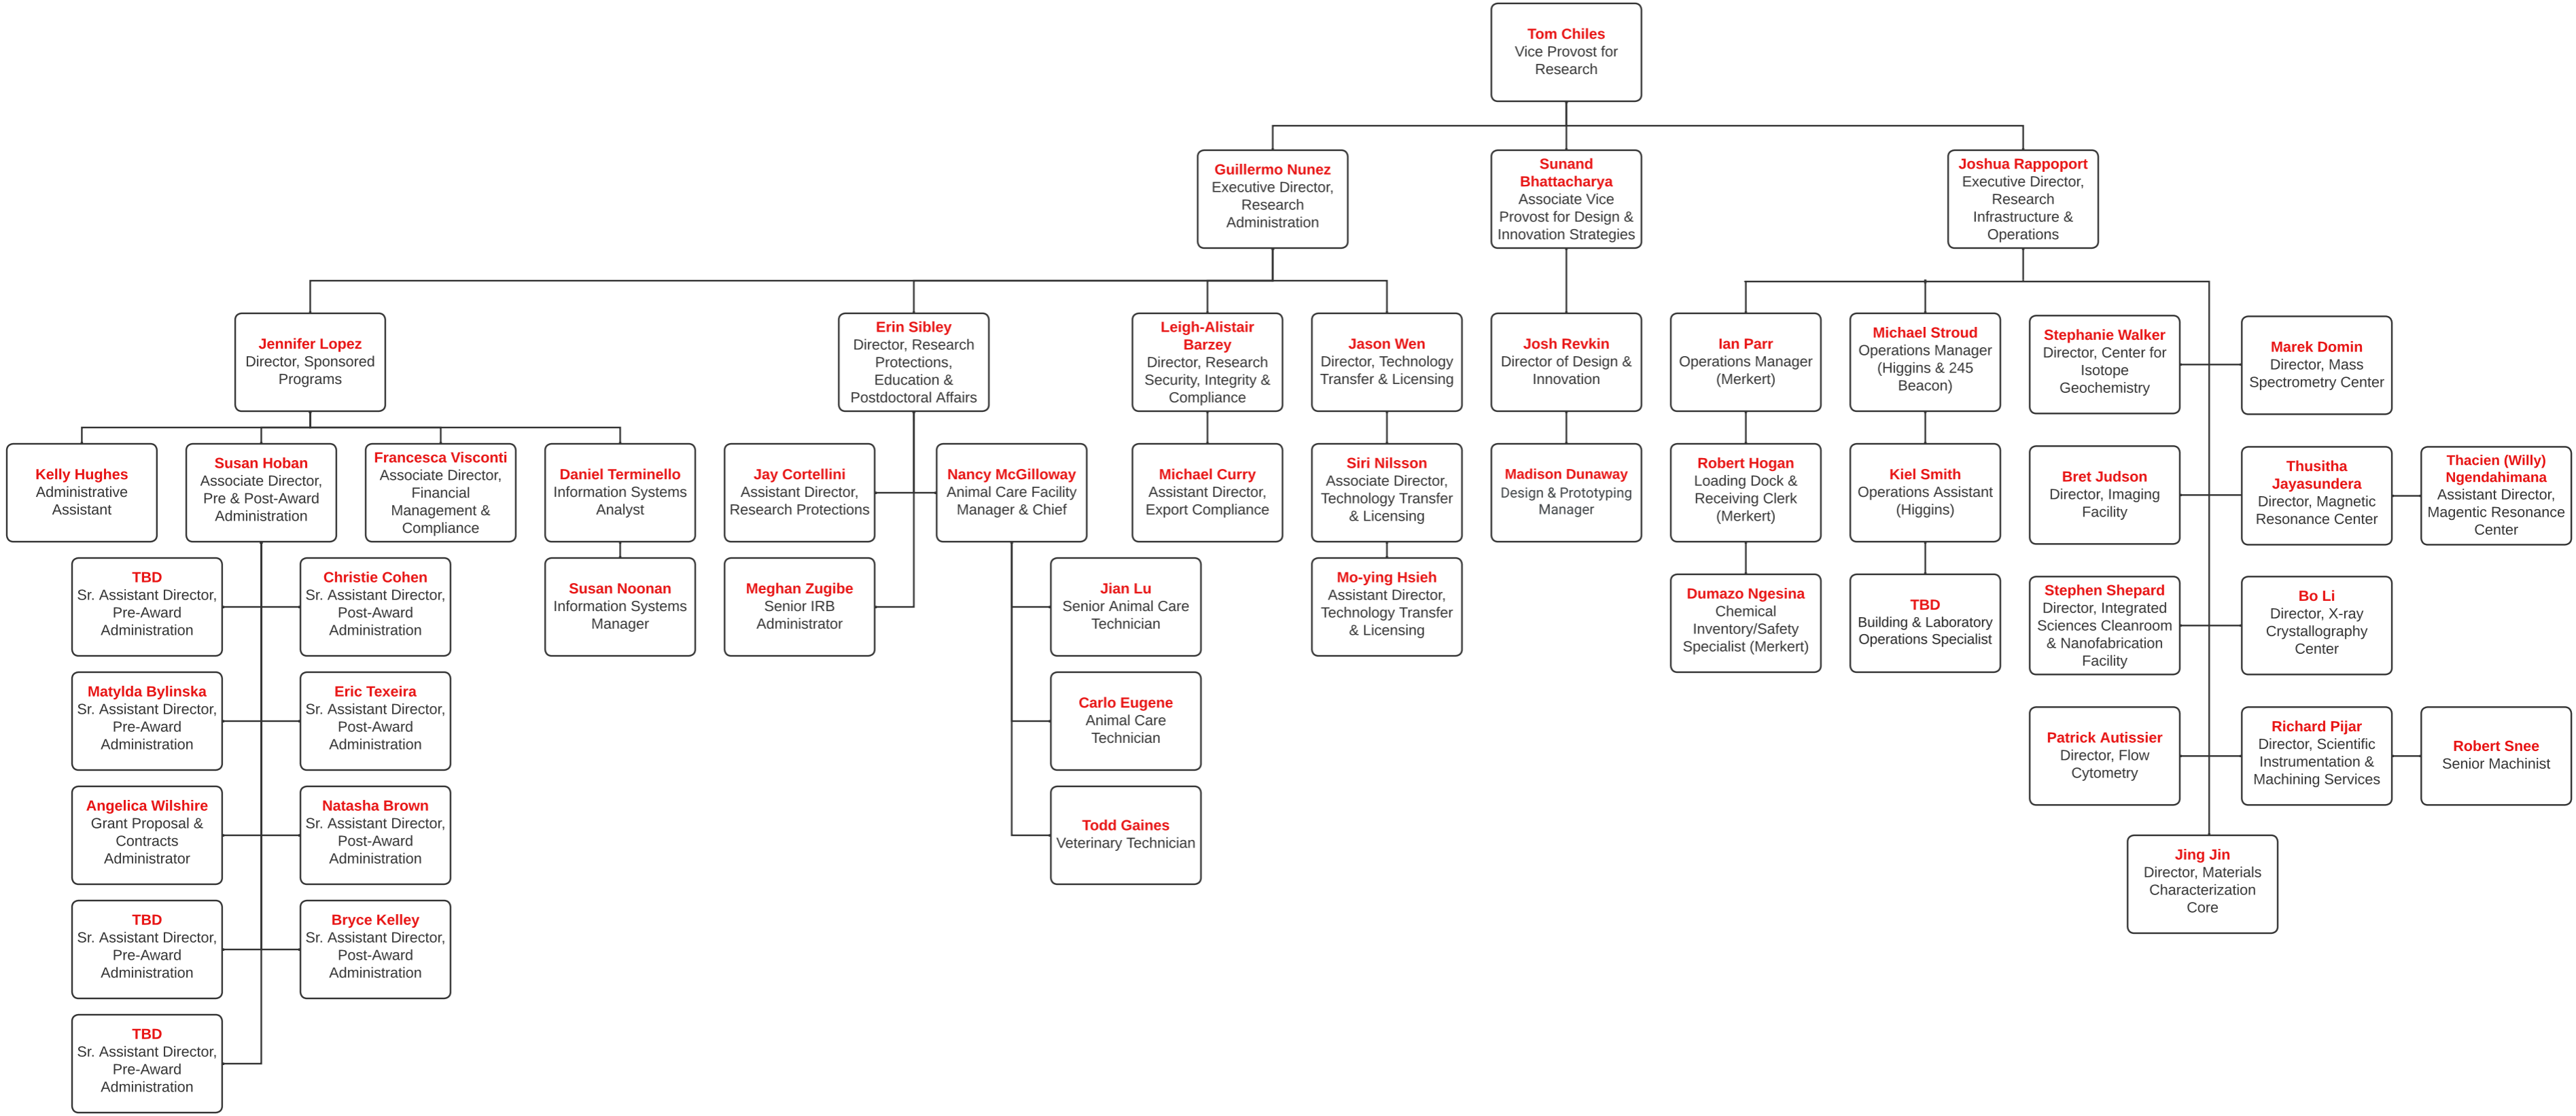 Tom Chiles
Vice Provost for
Research
Guillermo Nunez
Executive Director,
Research
Administration
Sunand
Bhattacharya
Associate Vice
Provost for Design &
Innovation Strategies
Joshua Rappoport
Executive Director,
Research
Infrastructure &
Operations
Jennifer Lopez
Director, Sponsored
Programs
Erin Sibley
Director, Research
Protections,
Education &
Postdoctoral Affairs
Leigh-Alistair
Barzey
Director, Research
Security, Integrity &
Compliance
Jason Wen
Director, Technology
Transfer & Licensing
Josh Revkin
Director of Design &
Innovation
Ian Parr
Operations Manager
(Merkert)
Michael Stroud
Operations Manager
(Higgins & 245
Beacon)
Stephanie Walker
Director, Center for
Isotope
Geochemistry
Marek Domin
Director, Mass
Spectrometry Center
Kelly Hughes
Administrative
Assistant
Susan Hoban
Associate Director,
Pre & Post-Award
Administration
Francesca Visconti
Associate Director,
Financial
Management &
Compliance
Daniel Terminello
Information Systems
Analyst
Jay Cortellini
Assistant Director,
Research Protections
Nancy McGilloway
Animal Care Facility
Manager & Chief
Michael Curry
Assistant Director,
Export Compliance
Siri Nilsson
Associate Director,
Technology Transfer
& Licensing
Madison Dunaway
Design & Prototyping
Manager
Robert Hogan
Loading Dock &
Receiving Clerk
(Merkert)
Kiel Smith
Operations Assistant
(Higgins)
Bret Judson
Director, Imaging
Facility
Thusitha
Jayasundera
Director, Magnetic
Resonance Center
Thacien (Willy)
Ngendahimana
Assistant Director,
Magentic Resonance
Center
TBD
Sr. Assistant Director,
Pre-Award
Administration
Christie Cohen
Sr. Assistant Director,
Post-Award
Administration
Susan Noonan
Information Systems
Manager
Meghan Zugibe
Senior IRB
Administrator
Jian Lu
Senior Animal Care
Technician
Mo-ying Hsieh
Assistant Director,
Technology Transfer
& Licensing
Dumazo Ngesina
Chemical
Inventory/Safety
Specialist (Merkert)
TBD
Building & Laboratory
Operations Specialist
Stephen Shepard
Director, Integrated
Sciences Cleanroom
& Nanofabrication
Facility
Bo Li
Director, X-ray
Crystallography
Center
Matylda Bylinska
Sr. Assistant Director,
Pre-Award
Administration
Eric Texeira
Sr. Assistant Director,
Post-Award
Administration
Carlo Eugene
Animal Care
Technician
Patrick Autissier
Director, Flow
Cytometry
Richard Pijar
Director, Scientific
Instrumentation &
Machining Services
Robert Snee
Senior Machinist
Angelica Wilshire
Grant Proposal &
Contracts
Administrator
Natasha Brown
Sr. Assistant Director,
Post-Award
Administration
Todd Gaines
Veterinary Technician
Jing Jin
Director, Materials
Characterization
Core
TBD
Sr. Assistant Director,
Pre-Award
Administration
Bryce Kelley
Sr. Assistant Director,
Post-Award
Administration
TBD
Sr. Assistant Director,
Pre-Award
Administration